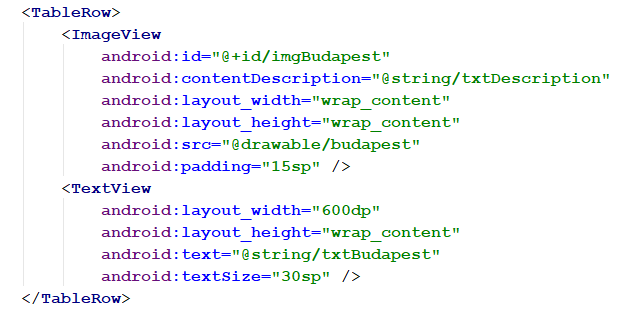 <TableRow>
<ImageView
android:id="@+id/imgBudapest"
android:contentDescription="@string/txtDescription"
android:layout_width="wrap_content"
android:layout_height="wrap_content"
android:src="@drawable/budapest"
android:padding="15sp" />
<TextView
android:layout_width="600dp"
android:layout_height="wrap_content"
android:text="@string/txtBudapest"
android:textSize="30sp" />
</TableRow>